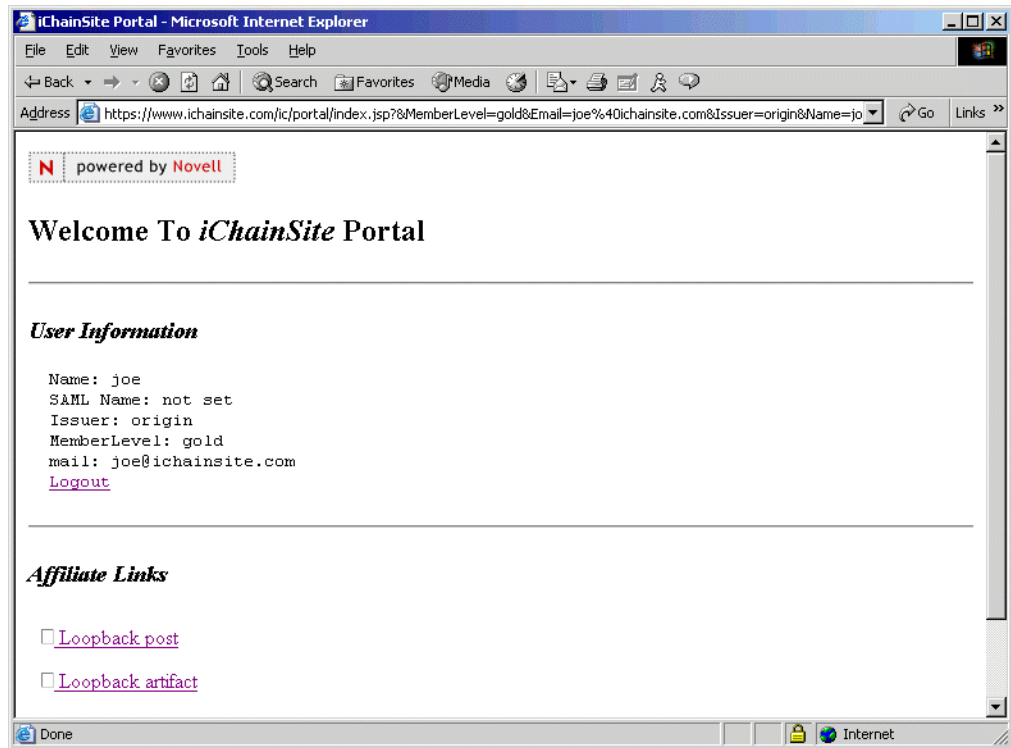 iChainSite Portal - Microsoft Internet Explorer
File Edit View Favorites Tools Help
Back Search Favorites Media
Address https://www.ichainsite.com/ic/portal/index.jsp?&MemberLevel=gold&Email=joe%40ichainsite.com&Issuer=origin&Name=jo Go Links »
N powered by Novell
Welcome To iChainSite Portal
User Information
Name: joe
SAML Name: not set
Issuer: origin
MemberLevel: gold
mail: joe@ichainsite.com
Logout
Affiliate Links
Loopback post
Loopback artifact
Done Internet